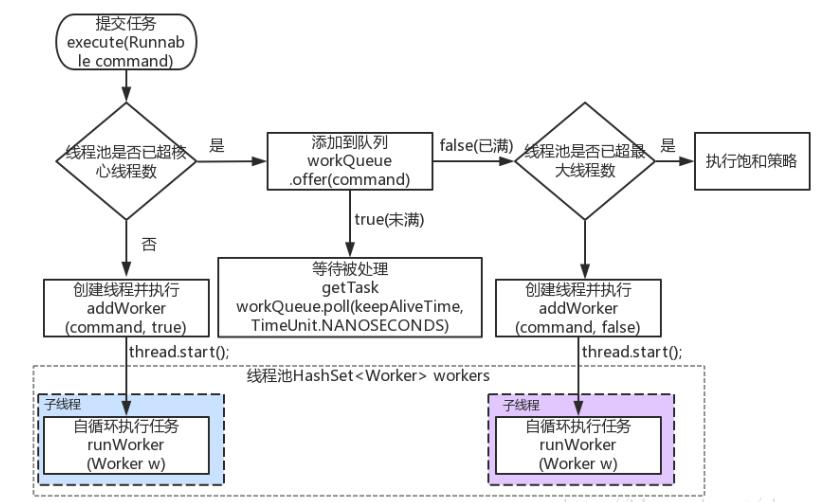 提交任务
execute(Runnab
le command)
线程池是否已超核
心线程数
是
添加到队列
workQueue
.offer(command)
false(已满)
线程池是否已超最
大线程数
是
执行饱和策略
否
true(未满)
创建线程并执行
addWorker
(command, true)
等待被处理
getTask
workQueue.poll(keepAliveTime,
TimeUnit.NANOSECONDS)
创建线程并执行
addWorker
(command, false)
thread.start();
thread.start();
线程池HashSet<Worker> workers
子线程
自循环执行任务
runWorker
(Worker w)
子线程
自循环执行任务
runWorker
(Worker w)